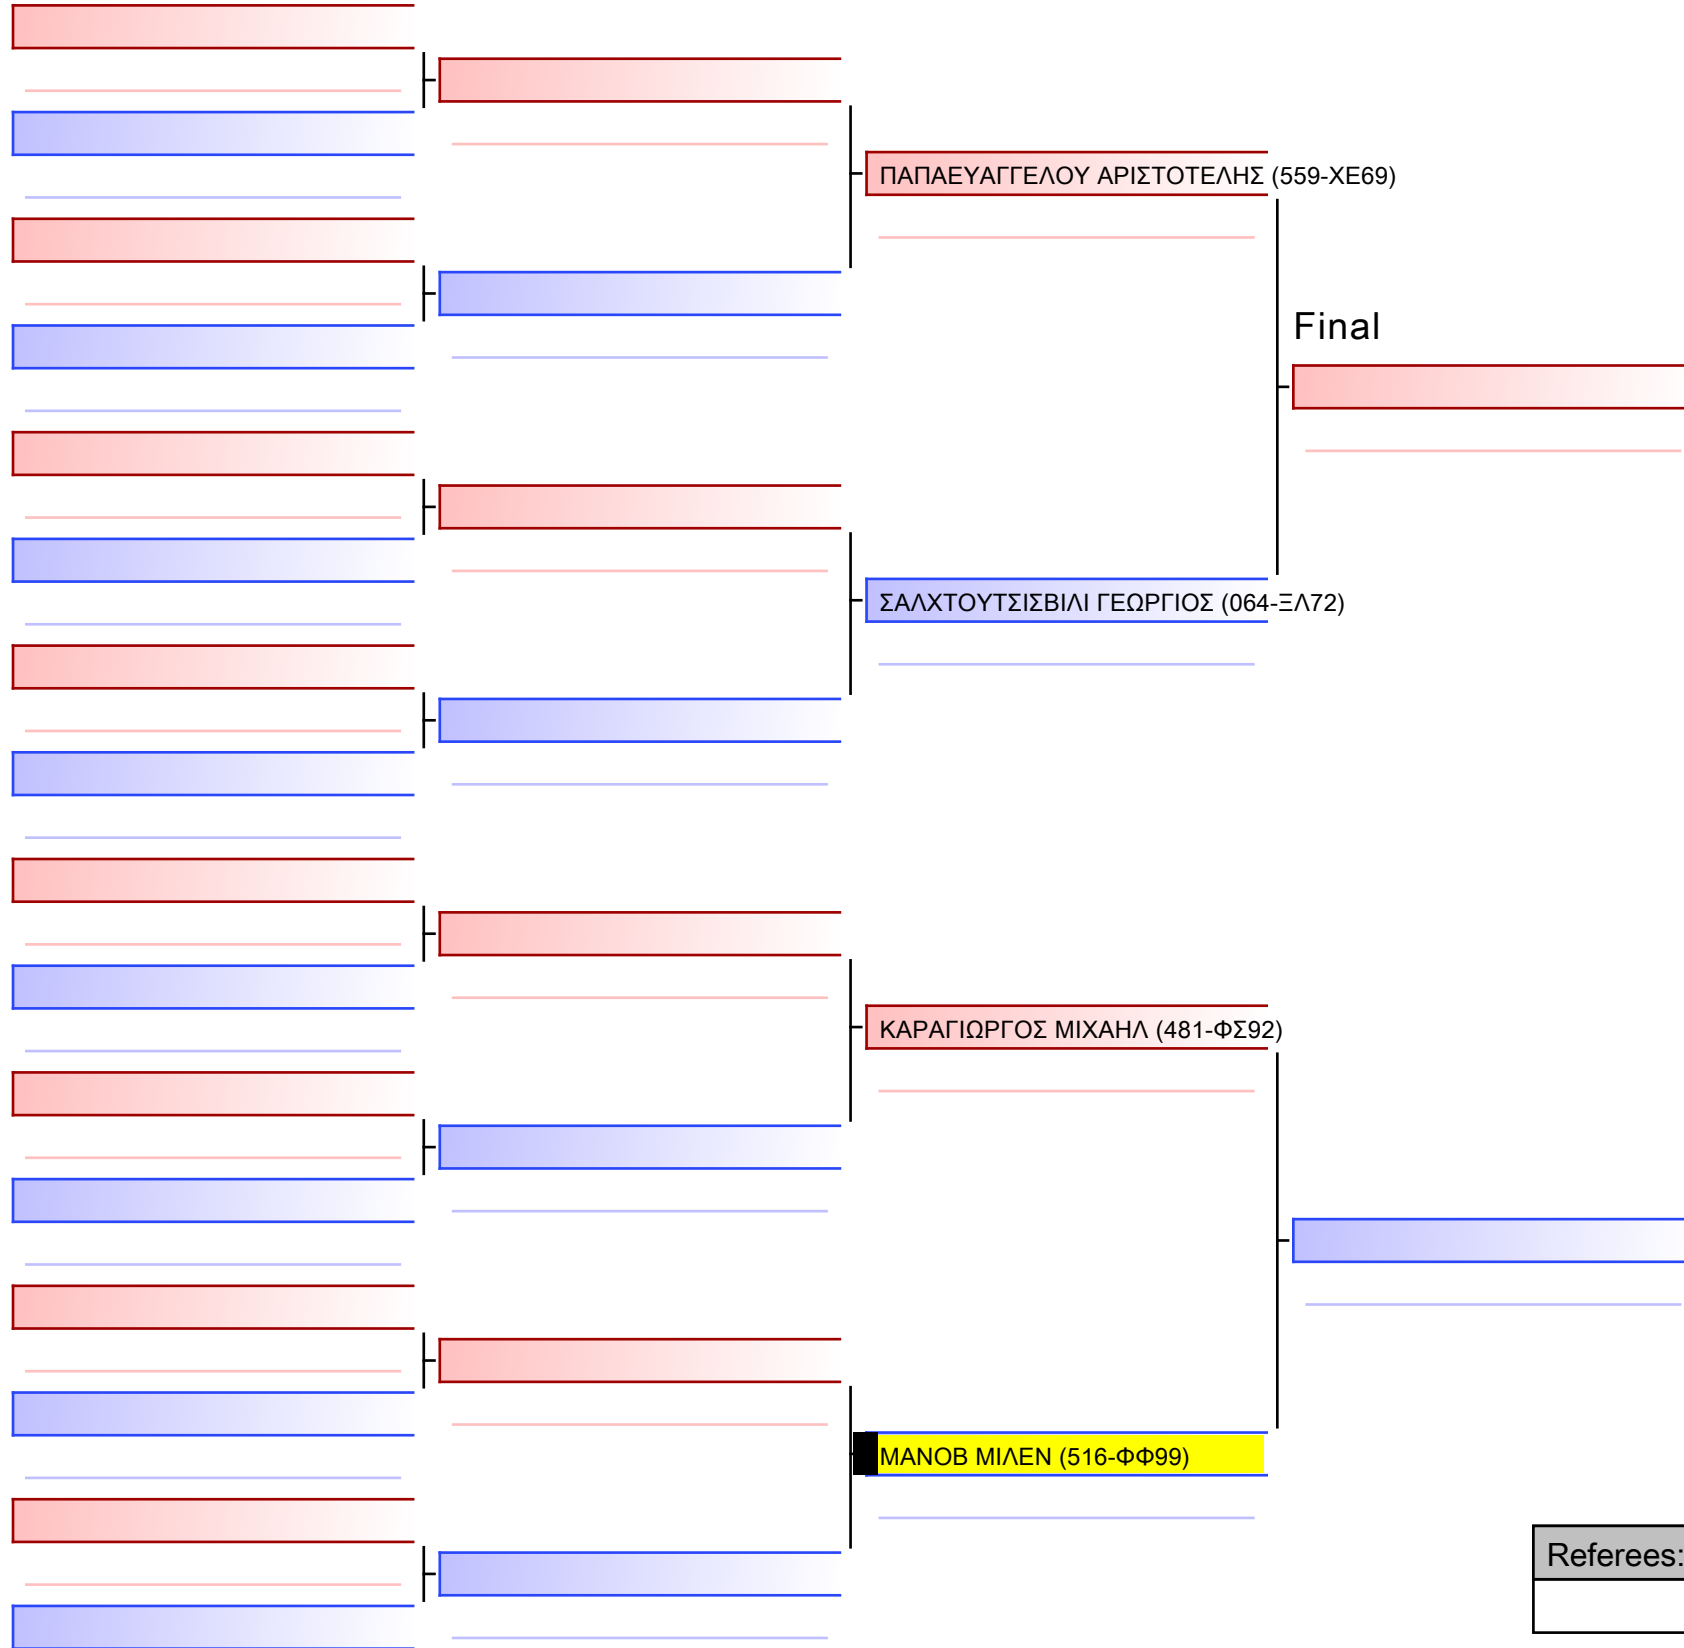 ΠΑΠΑΕΥΑΓΓΕΛΟΥ ΑΡΙΣΤΟΤΕΛΗΣ (559-ΧΕ69)
Final
ΣΑΛΧΤΟΥΤΣΙΣΒΙΛΙ ΓΕΩΡΓΙΟΣ (064-ΞΛ72)
ΚΑΡΑΓΙΩΡΓΟΣ ΜΙΧΑΗΛ (481-ΦΣ92)
ΜΑΝΟΒ ΜΙΛΕΝ (516-ΦΦ99)
Referees: